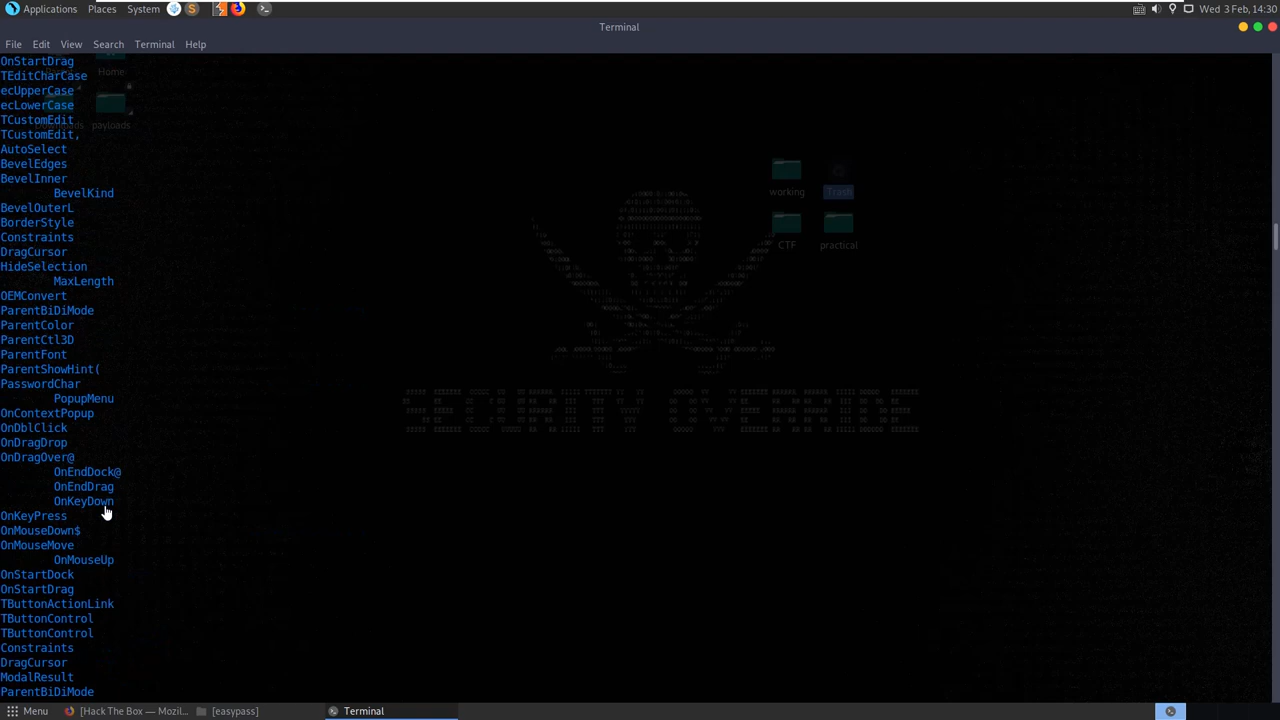 Applications Places System Wed 3 Feb, 14:30
Terminal
File Edit View Search Terminal Help
OnStartDrag
Home
TEditCharCase
ecUpperCase
ecLowerCase
TCustomEdit
payloads
TCustomEdit,
AutoSelect
BevelEdges
BevelInner
BevelKind
working Trash
BevelOuterL
BorderStyle
Constraints
CTF practical
DragCursor
HideSelection
MaxLength
OEMConvert
ParentBiDiMode
ParentColor
ParentCtl3D
ParentFont
ParentShowHint(
PasswordChar
PopupMenu
OnContextPopup
OnDblClick
OnDragDrop
OnDragOver@
OnEndDock@
OnEndDrag
OnKeyDown
OnKeyPress
OnMouseDown$
OnMouseMove
OnMouseUp
OnStartDock
OnStartDrag
TButtonActionLink
TButtonControl
TButtonControl
Constraints
DragCursor
ModalResult
ParentBiDiMode
Menu [Hack The Box — Mozil... [easypass] Terminal